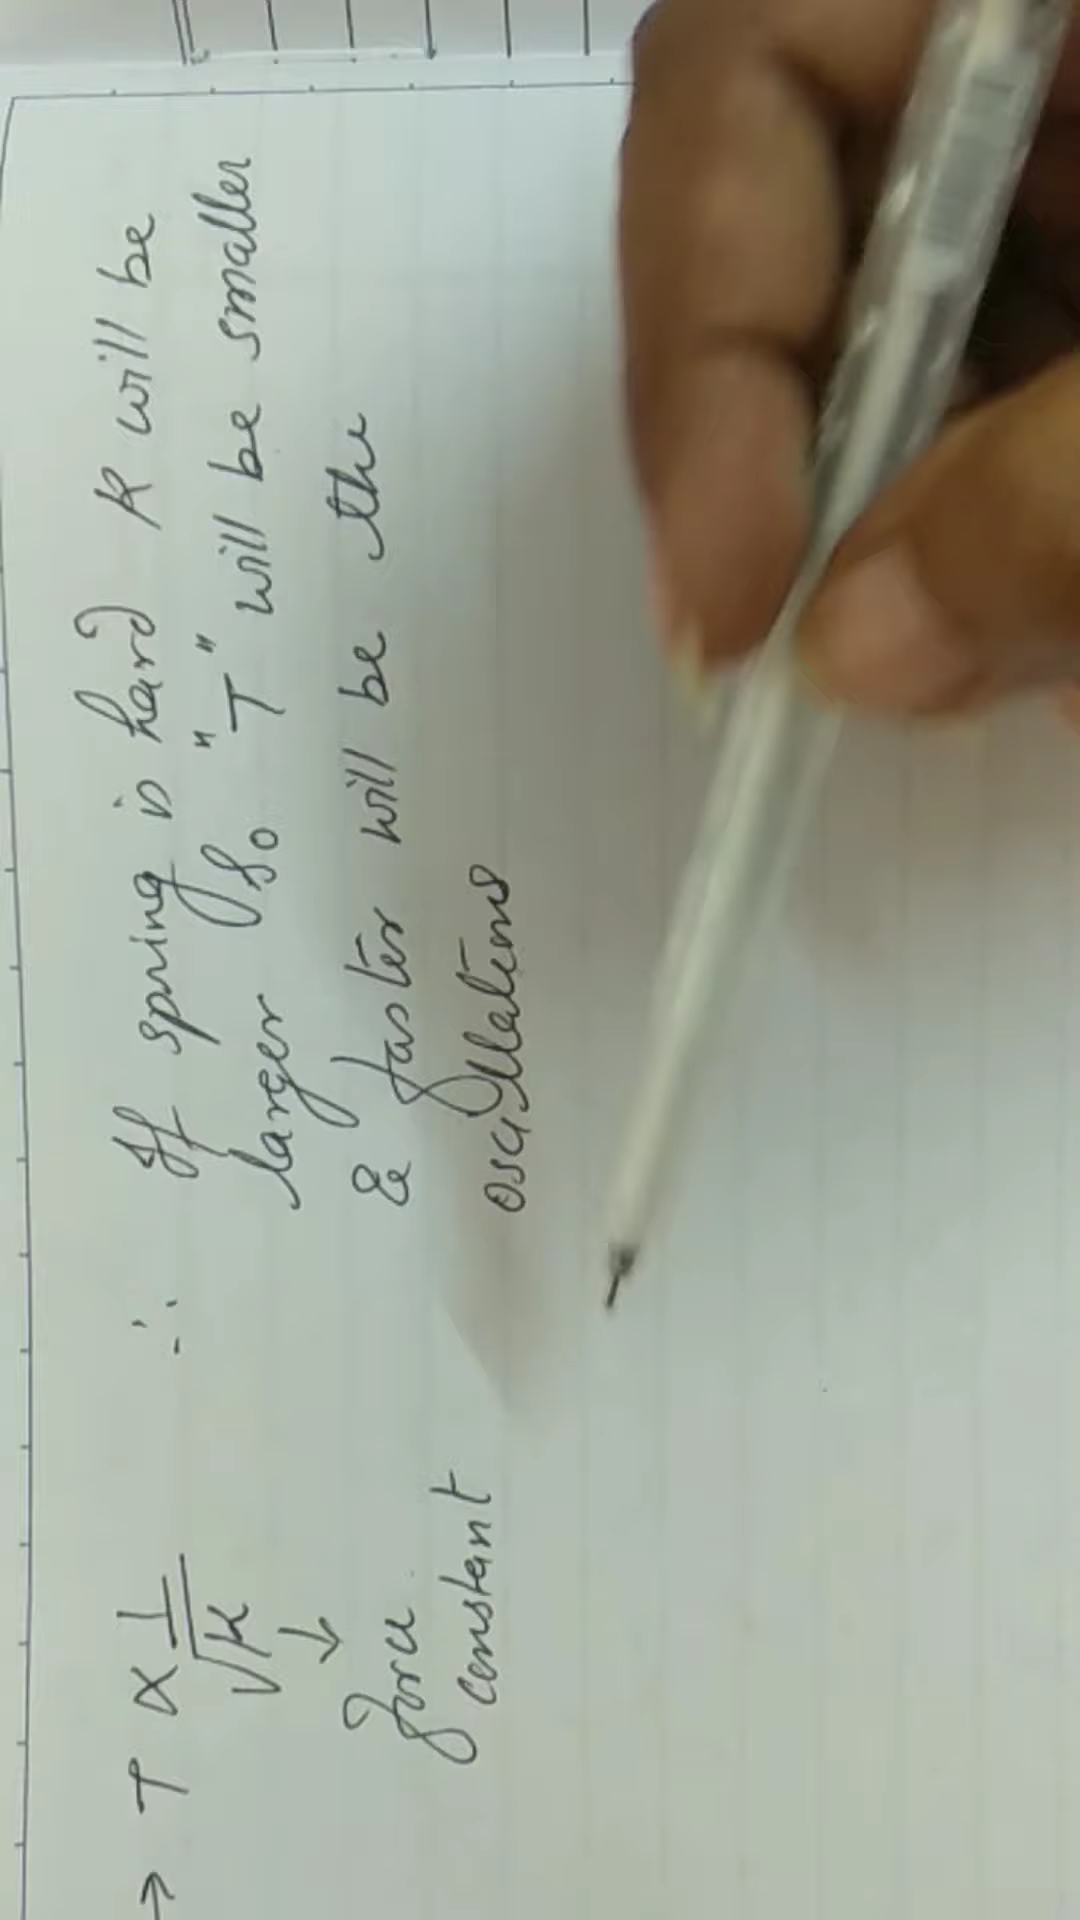 → T ∝ 1/√K
↓
force
constant
∴ If spring is hard K will be
larger So "T" will be smaller
& faster will be the
oscillations